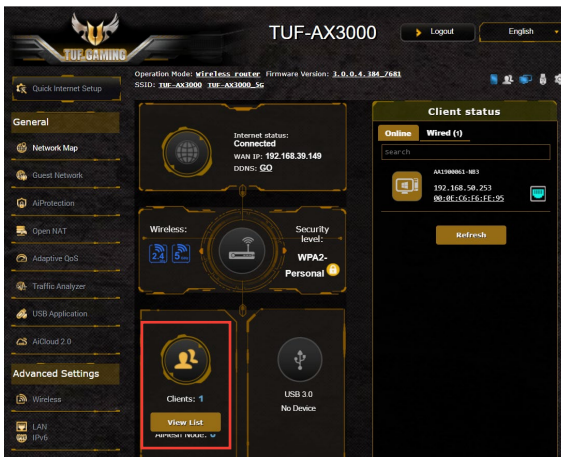 TUF GAMING
TUF-AX3000
Logout
English
Quick Internet Setup
Operation Mode: Wireless router Firmware Version: 3.0.0.4.384_7681
SSID: TUF-AX3000 TUF-AX3000_5G
General
Network Map
Guest Network
AiProtection
Open NAT
Adaptive QoS
Traffic Analyzer
USB Application
AiCloud 2.0
Advanced Settings
Wireless
LAN
IPv6
Internet status:
Connected
WAN IP: 192.168.39.149
DDNS: GO
Wireless:
2.4
5
Security
level:
WPA2-
Personal
Clients: 1
View List
AiMesh Node: 0
USB 3.0
No Device
Client status
Online
Wired (1)
Search
AA1900061-NB3
192.168.50.253
00:0E:C6:F6:FE:95
Refresh